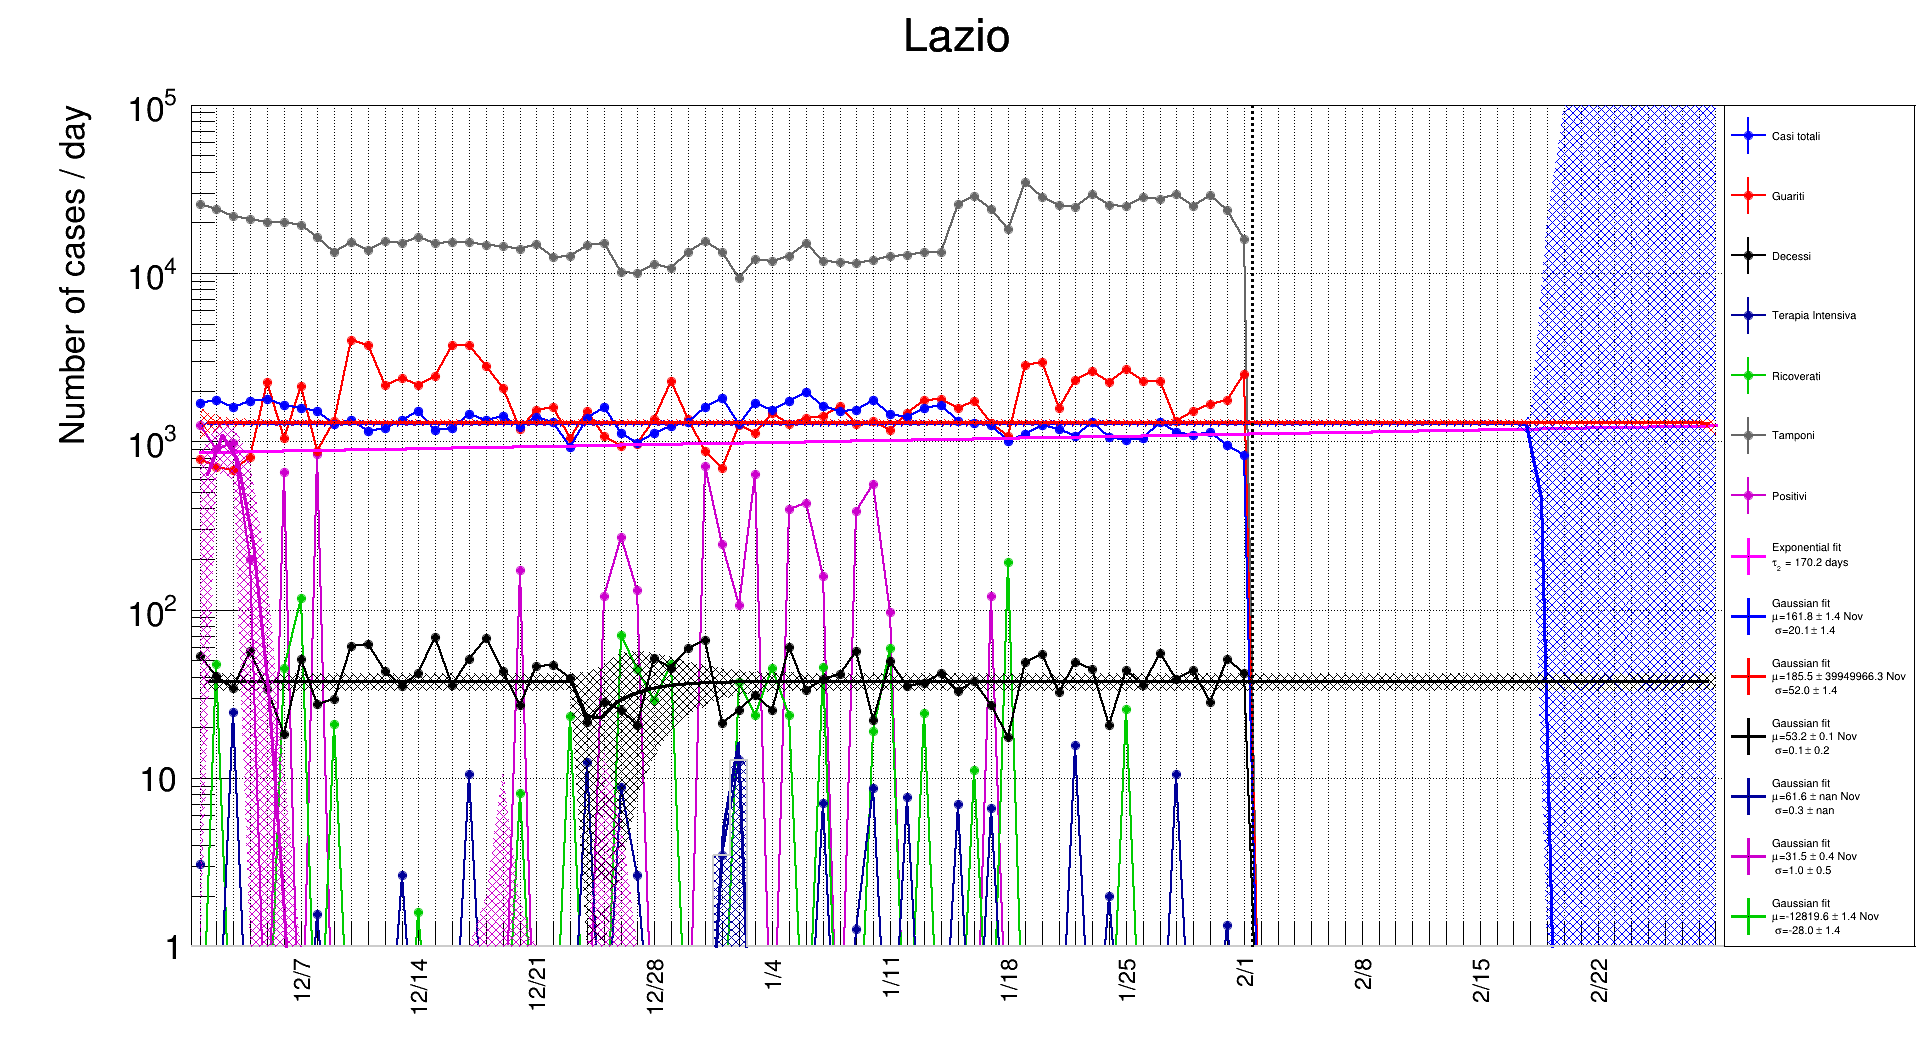 Lazio
Number of cases / day
10^5
10^4
10^3
10^2
10
1
12/7
12/14
12/21
12/28
1/4
1/11
1/18
1/25
2/1
2/8
2/15
2/22
Casi totali
Guariti
Decessi
Terapia Intensiva
Ricoverati
Tamponi
Positivi
Exponential fit
τ_2 = 170.2 days
Gaussian fit
μ=161.8 ± 1.4 Nov
σ=20.1± 1.4
Gaussian fit
μ=185.5 ± 39949966.3 Nov
σ=52.0 ± 1.4
Gaussian fit
μ=53.2 ± 0.1 Nov
σ=0.1± 0.2
Gaussian fit
μ=61.6 ± nan Nov
σ=0.3 ± nan
Gaussian fit
μ=31.5 ± 0.4 Nov
σ=1.0 ± 0.5
Gaussian fit
μ=-12819.6 ± 1.4 Nov
σ=-28.0 ± 1.4